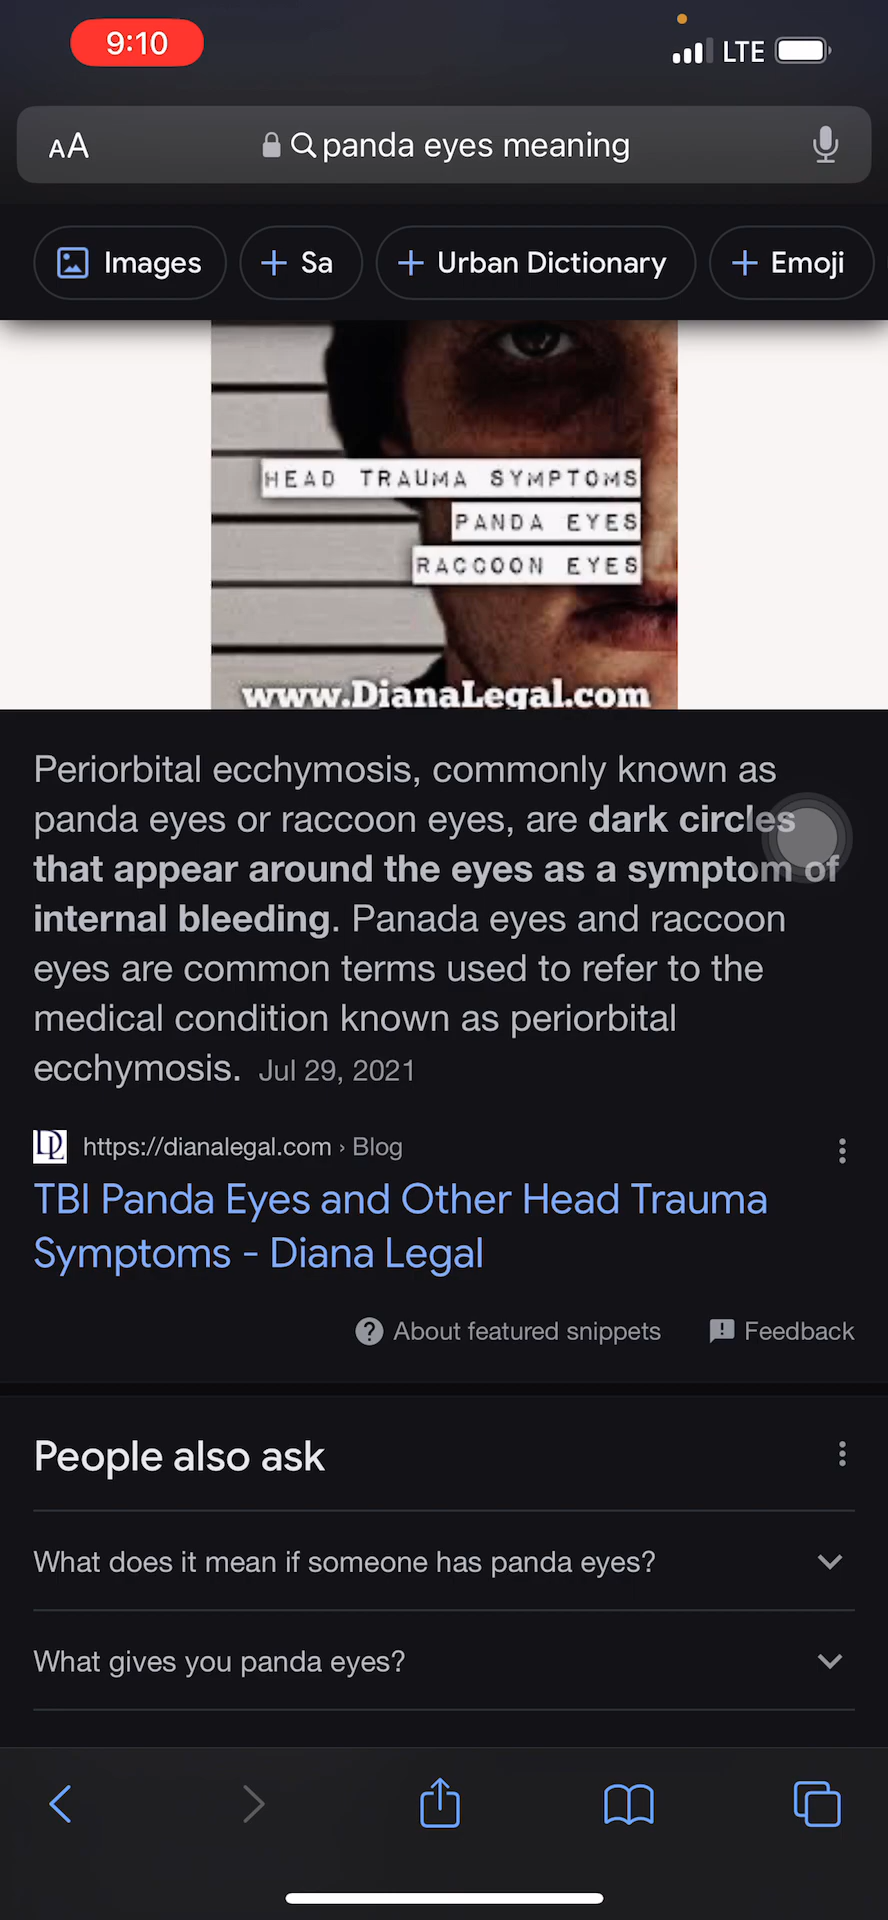 9:10
LTE
AA panda eyes meaning
Images + Sa + Urban Dictionary + Emoji
HEAD TRAUMA SYMPTOMS
PANDA EYES
RACCOON EYES
www.DianaLegal.com
Periorbital ecchymosis, commonly known as
panda eyes or raccoon eyes, are dark circles
that appear around the eyes as a symptom of
internal bleeding. Panada eyes and raccoon
eyes are common terms used to refer to the
medical condition known as periorbital
ecchymosis. Jul 29, 2021
DL https://dianalegal.com › Blog
TBI Panda Eyes and Other Head Trauma
Symptoms - Diana Legal
About featured snippets Feedback
People also ask
What does it mean if someone has panda eyes?
What gives you panda eyes?